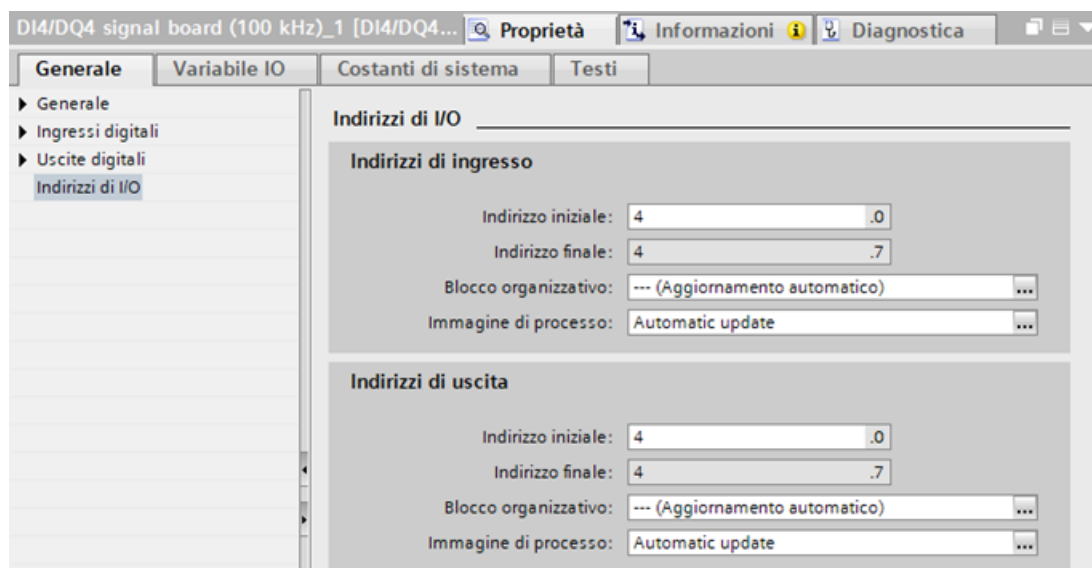 DI4/DQ4 signal board (100 kHz)_1 [DI4/DQ4... Proprietà Informazioni Diagnostica
Generale Variabile IO Costanti di sistema Testi
Generale
Ingressi digitali
Uscite digitali
Indirizzi di I/O
Indirizzi di I/O
Indirizzi di ingresso
Indirizzo iniziale: 4 .0
Indirizzo finale: 4 .7
Blocco organizzativo: --- (Aggiornamento automatico) ...
Immagine di processo: Automatic update ...
Indirizzi di uscita
Indirizzo iniziale: 4 .0
Indirizzo finale: 4 .7
Blocco organizzativo: --- (Aggiornamento automatico) ...
Immagine di processo: Automatic update ...